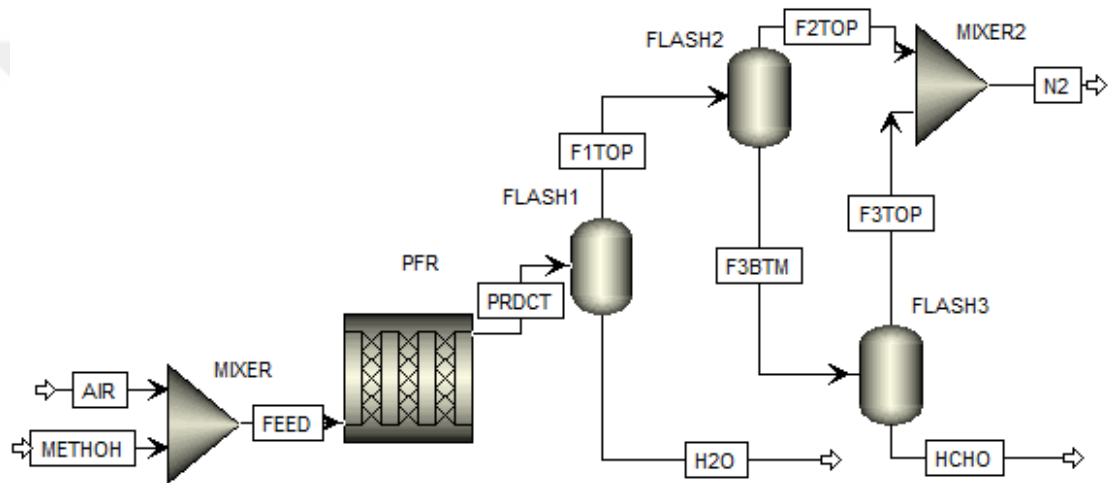 F2TOP
MIXER2
FLASH2
N2
F1TOP
FLASH1
F3TOP
PFR
F3BTM
PRDCT
FLASH3
MIXER
AIR
FEED
METHOH
H2O
HCHO